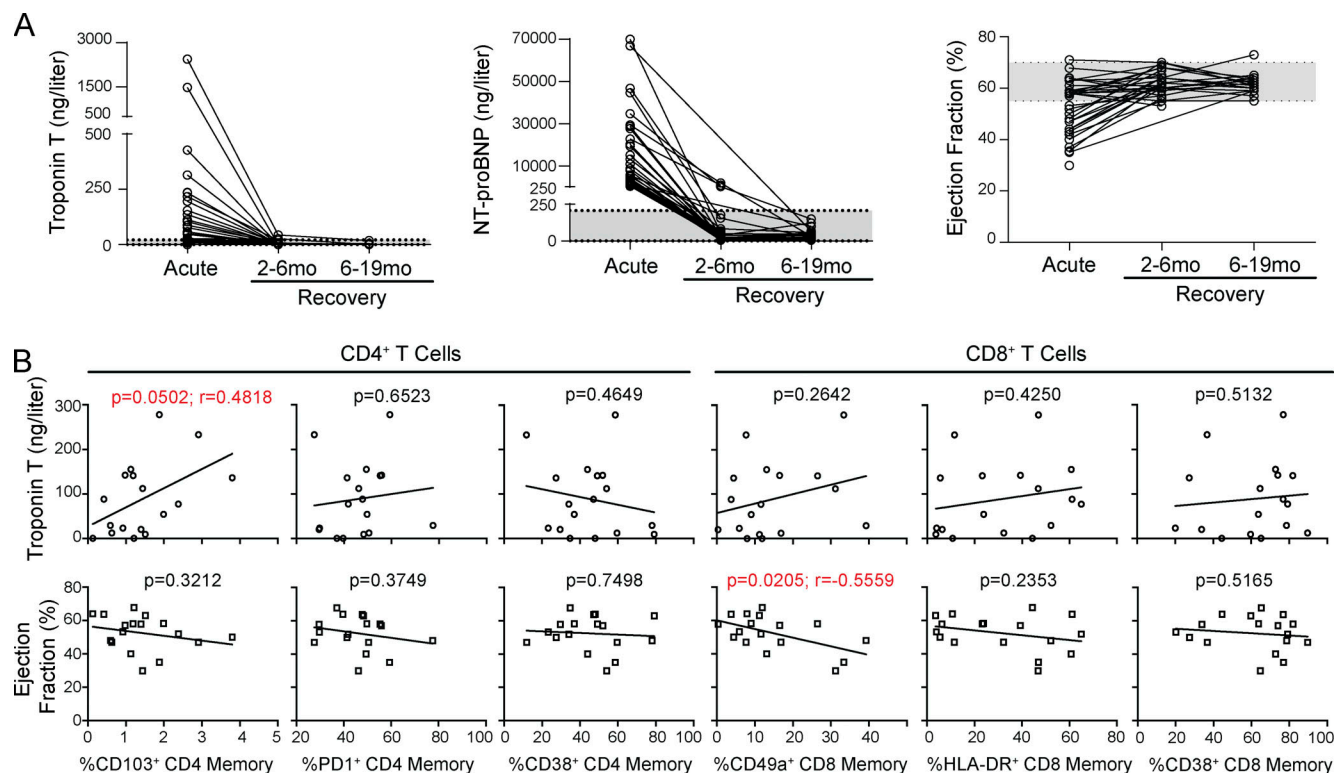 A
Troponin T (ng/liter)
3000
1500
500
500
250
0
Acute
2-6mo
6-19mo
Recovery
NT-proBNP (ng/liter)
70000
50000
30000
10000
250
250
0
Acute
2-6mo
6-19mo
Recovery
Ejection Fraction (%)
80
60
40
20
0
Acute
2-6mo
6-19mo
Recovery
B
CD4⁺ T Cells
CD8⁺ T Cells
Troponin T (ng/liter)
300
200
100
0
p=0.0502; r=0.4818
p=0.6523
p=0.4649
p=0.2642
p=0.4250
p=0.5132
Ejection
Fraction (%)
80
60
40
20
0
p=0.3212
p=0.3749
p=0.7498
p=0.0205; r=-0.5559
p=0.2353
p=0.5165
0 1 2 3 4 5
20 40 60 80 100
0 20 40 60 80 100
0 10 20 30 40 50
0 20 40 60 80
0 20 40 60 80 100
%CD103⁺ CD4 Memory
%PD1⁺ CD4 Memory
%CD38⁺ CD4 Memory
%CD49a⁺ CD8 Memory
%HLA-DR⁺ CD8 Memory
%CD38⁺ CD8 Memory